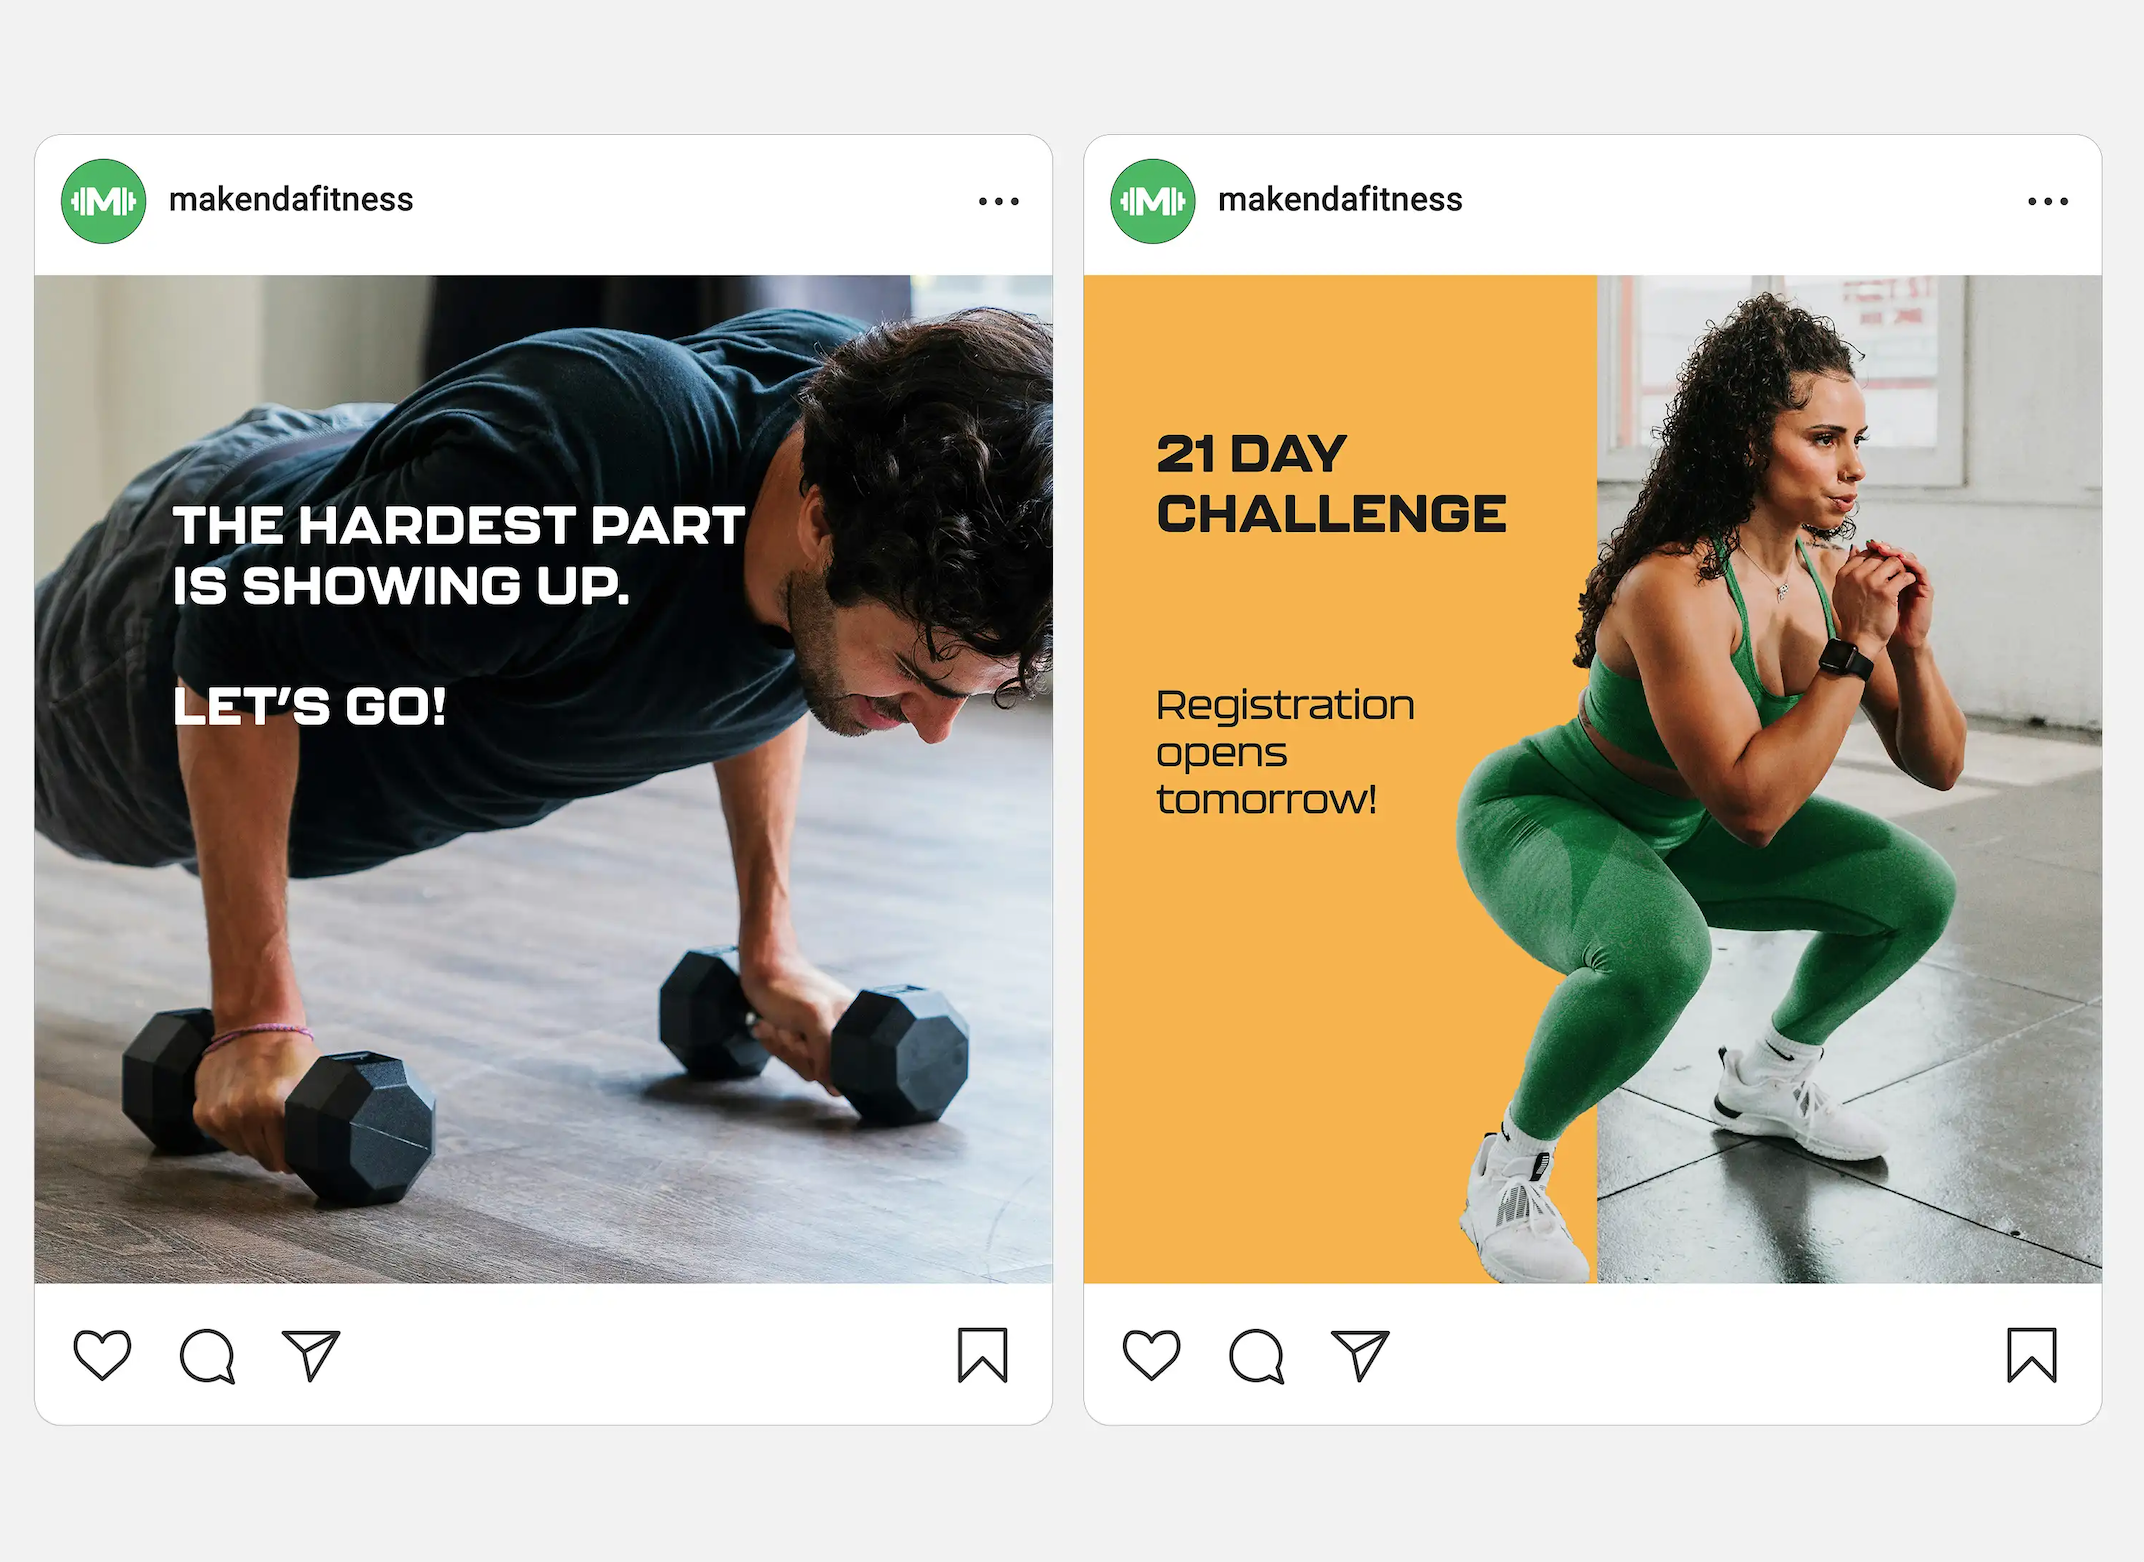 makendafitness
THE HARDEST PART
IS SHOWING UP.
LET'S GO!
makendafitness
21 DAY
CHALLENGE
Registration
opens
tomorrow!